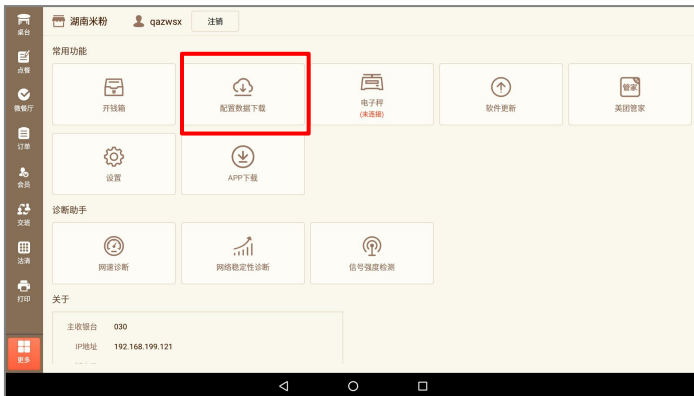 湖南米粉 qazwsx 注销
桌台
点餐
微餐厅
订单
会员
交班
沽清
打印
更多
常用功能
开钱箱
配置数据下载
电子秤
(未连接)
软件更新
管家
美团管家
设置
APP下载
诊断助手
网速诊断
网络稳定性诊断
信号强度检测
关于
主收银台 030
IP地址 192.168.199.121